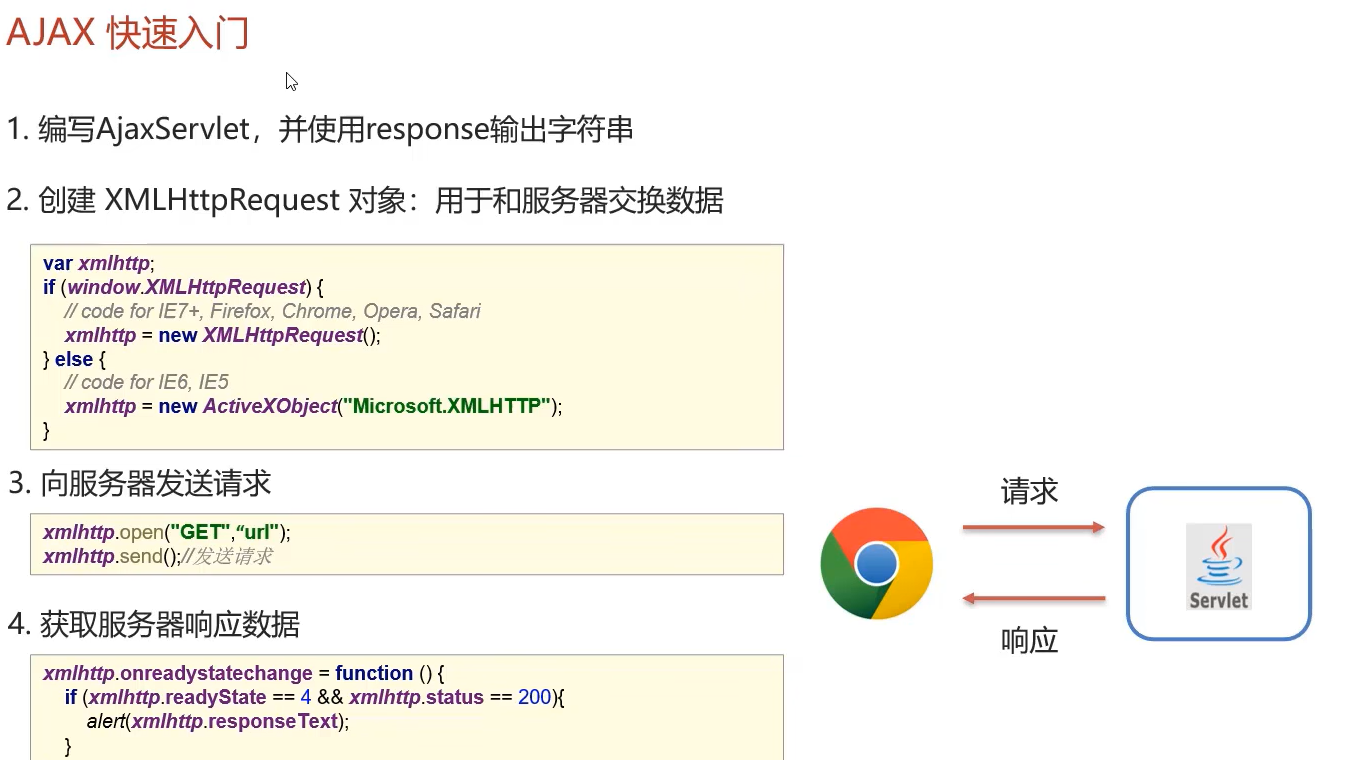 AJAX 快速入门
1. 编写AjaxServlet，并使用response输出字符串
2. 创建 XMLHttpRequest 对象：用于和服务器交换数据
var xmlhttp;
if (window.XMLHttpRequest) {
// code for IE7+, Firefox, Chrome, Opera, Safari
xmlhttp = new XMLHttpRequest();
} else {
// code for IE6, IE5
xmlhttp = new ActiveXObject("Microsoft.XMLHTTP");
}
3. 向服务器发送请求
xmlhttp.open("GET",“url");
xmlhttp.send();//发送请求
4. 获取服务器响应数据
xmlhttp.onreadystatechange = function () {
if (xmlhttp.readyState == 4 && xmlhttp.status == 200){
alert(xmlhttp.responseText);
}
请求
Servlet
响应